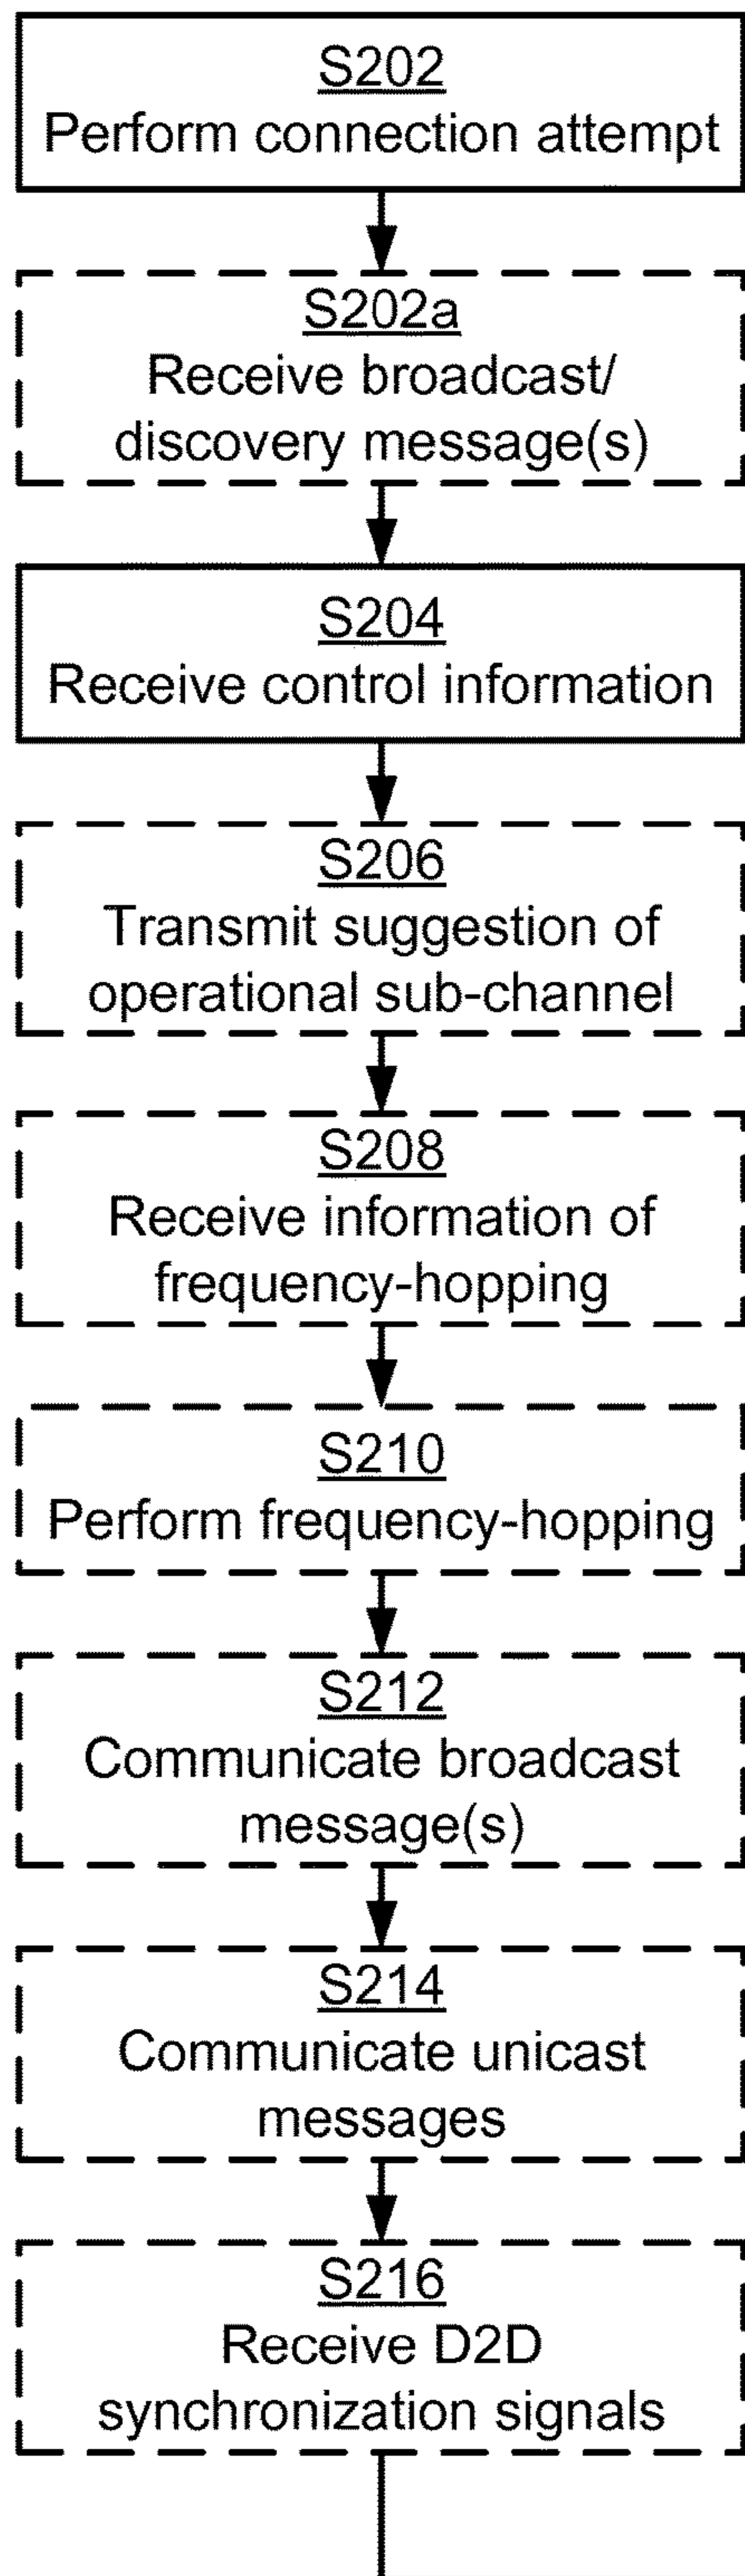 S202
Perform connection attempt
S202a
Receive broadcast/
discovery message(s)
S204
Receive control information
S206
Transmit suggestion of
operational sub-channel
S208
Receive information of
frequency-hopping
S210
Perform frequency-hopping
S212
Communicate broadcast
message(s)
S214
Communicate unicast
messages
S216
Receive D2D
synchronization signals